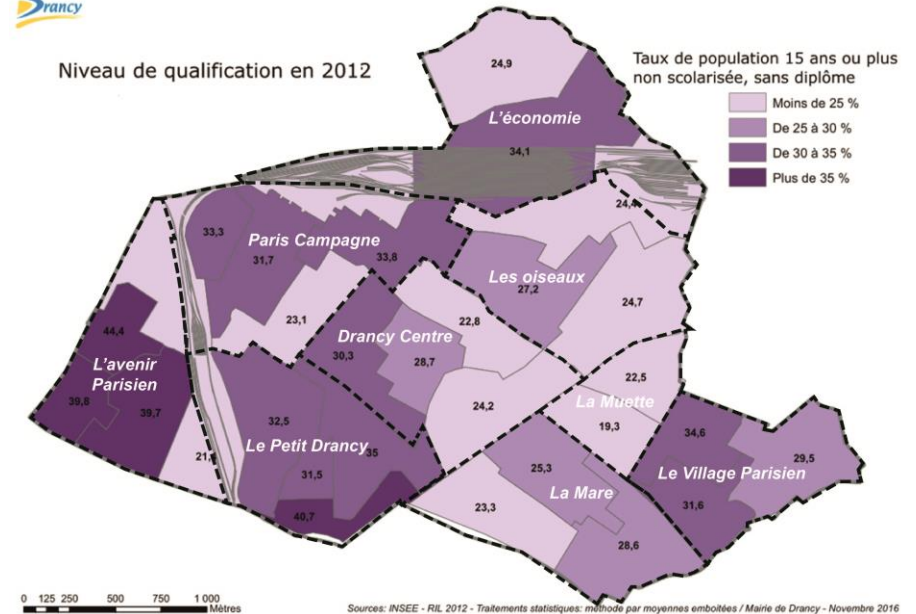 Drancy
Niveau de qualification en 2012
Taux de population 15 ans ou plus
non scolarisée, sans diplôme
Moins de 25 %
De 25 à 30 %
De 30 à 35 %
Plus de 35 %
24,9
L'économie
34,1
24,4
33,3
Paris Campagne
31,7
33,8
Les oiseaux
27,2
24,7
23,1
22,8
Drancy Centre
30,3
28,7
44,4
L'avenir
Parisien
39,8
39,7
21,
24,2
22,5
La Muette
19,3
32,5
Le Petit Drancy
35
31,5
40,7
34,6
29,5
Le Village Parisien
31,6
25,3
La Mare
23,3
28,6
0 125 250 500 750 1 000
Mètres
Sources: INSEE - RIL 2012 - Traitements statistiques: méthode par moyennes emboitées / Mairie de Drancy - Novembre 2016